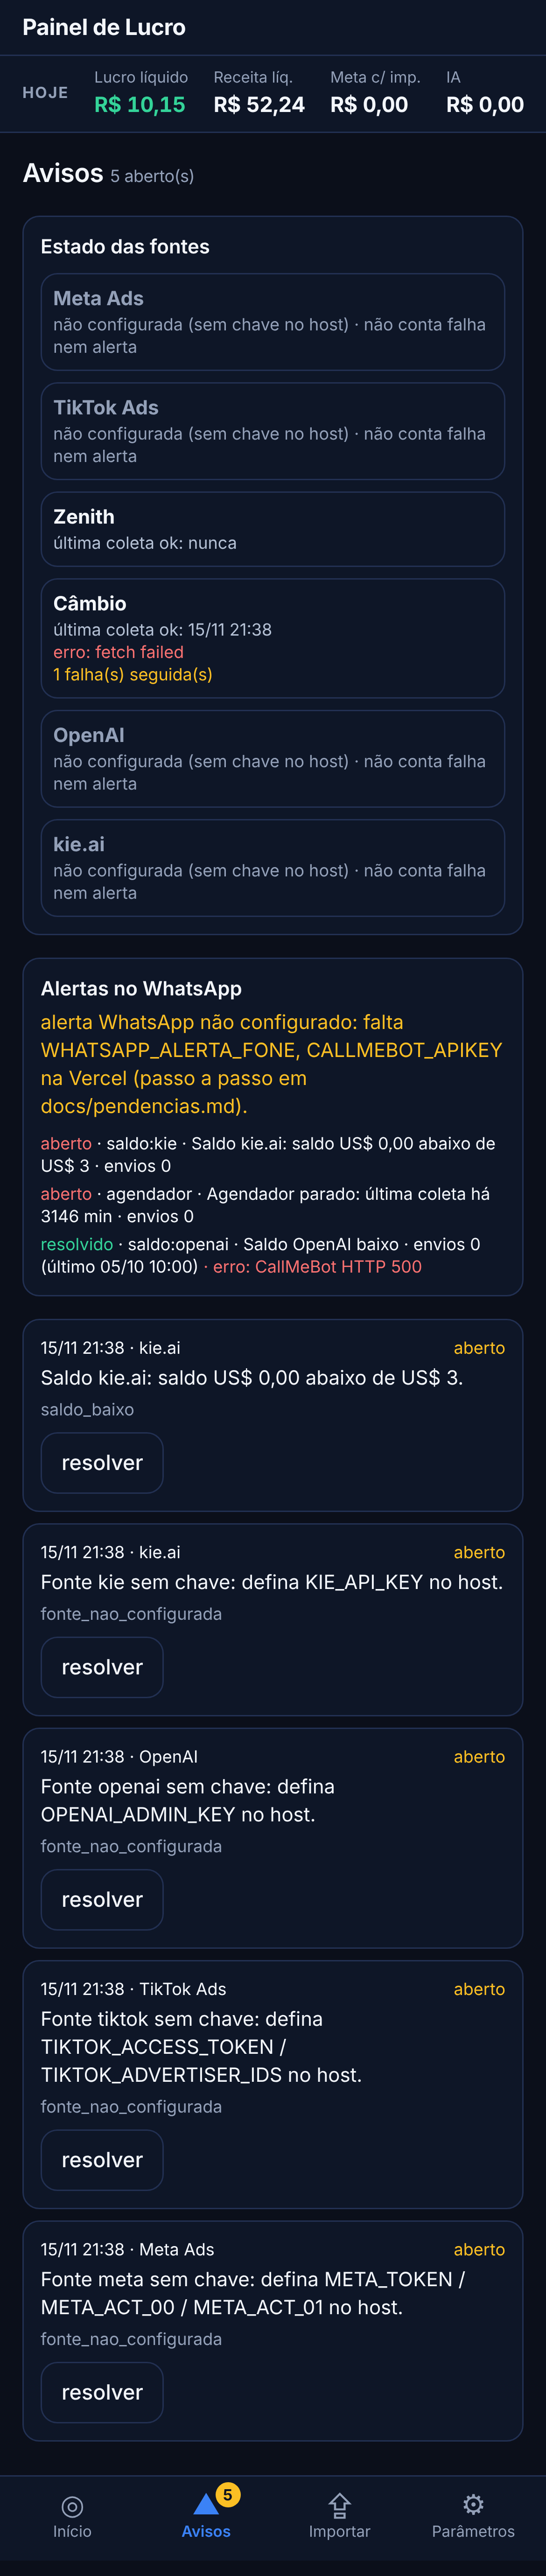 Painel de Lucro
HOJE
Lucro líquido
R$ 10,15
Receita líq.
R$ 52,24
Meta c/ imp.
R$ 0,00
IA
R$ 0,00
Avisos 5 aberto(s)
Estado das fontes
Meta Ads
não configurada (sem chave no host) · não conta falha
nem alerta
TikTok Ads
não configurada (sem chave no host) · não conta falha
nem alerta
Zenith
última coleta ok: nunca
Câmbio
última coleta ok: 15/11 21:38
erro: fetch failed
1 falha(s) seguida(s)
OpenAI
não configurada (sem chave no host) · não conta falha
nem alerta
kie.ai
não configurada (sem chave no host) · não conta falha
nem alerta
Alertas no WhatsApp
alerta WhatsApp não configurado: falta
WHATSAPP_ALERTA_FONE, CALLMEBOT_APIKEY
na Vercel (passo a passo em
docs/pendencias.md).
aberto · saldo:kie · Saldo kie.ai: saldo US$ 0,00 abaixo de
US$ 3 · envios 0
aberto · agendador · Agendador parado: última coleta há
3146 min · envios 0
resolvido · saldo:openai · Saldo OpenAI baixo · envios 0
(último 05/10 10:00) · erro: CallMeBot HTTP 500
15/11 21:38 · kie.ai aberto
Saldo kie.ai: saldo US$ 0,00 abaixo de US$ 3.
saldo_baixo
resolver
15/11 21:38 · kie.ai aberto
Fonte kie sem chave: defina KIE_API_KEY no host.
fonte_nao_configurada
resolver
15/11 21:38 · OpenAI aberto
Fonte openai sem chave: defina
OPENAI_ADMIN_KEY no host.
fonte_nao_configurada
resolver
15/11 21:38 · TikTok Ads aberto
Fonte tiktok sem chave: defina
TIKTOK_ACCESS_TOKEN /
TIKTOK_ADVERTISER_IDS no host.
fonte_nao_configurada
resolver
15/11 21:38 · Meta Ads aberto
Fonte meta sem chave: defina META_TOKEN /
META_ACT_00 / META_ACT_01 no host.
fonte_nao_configurada
resolver
Início
5
Avisos
Importar
Parâmetros